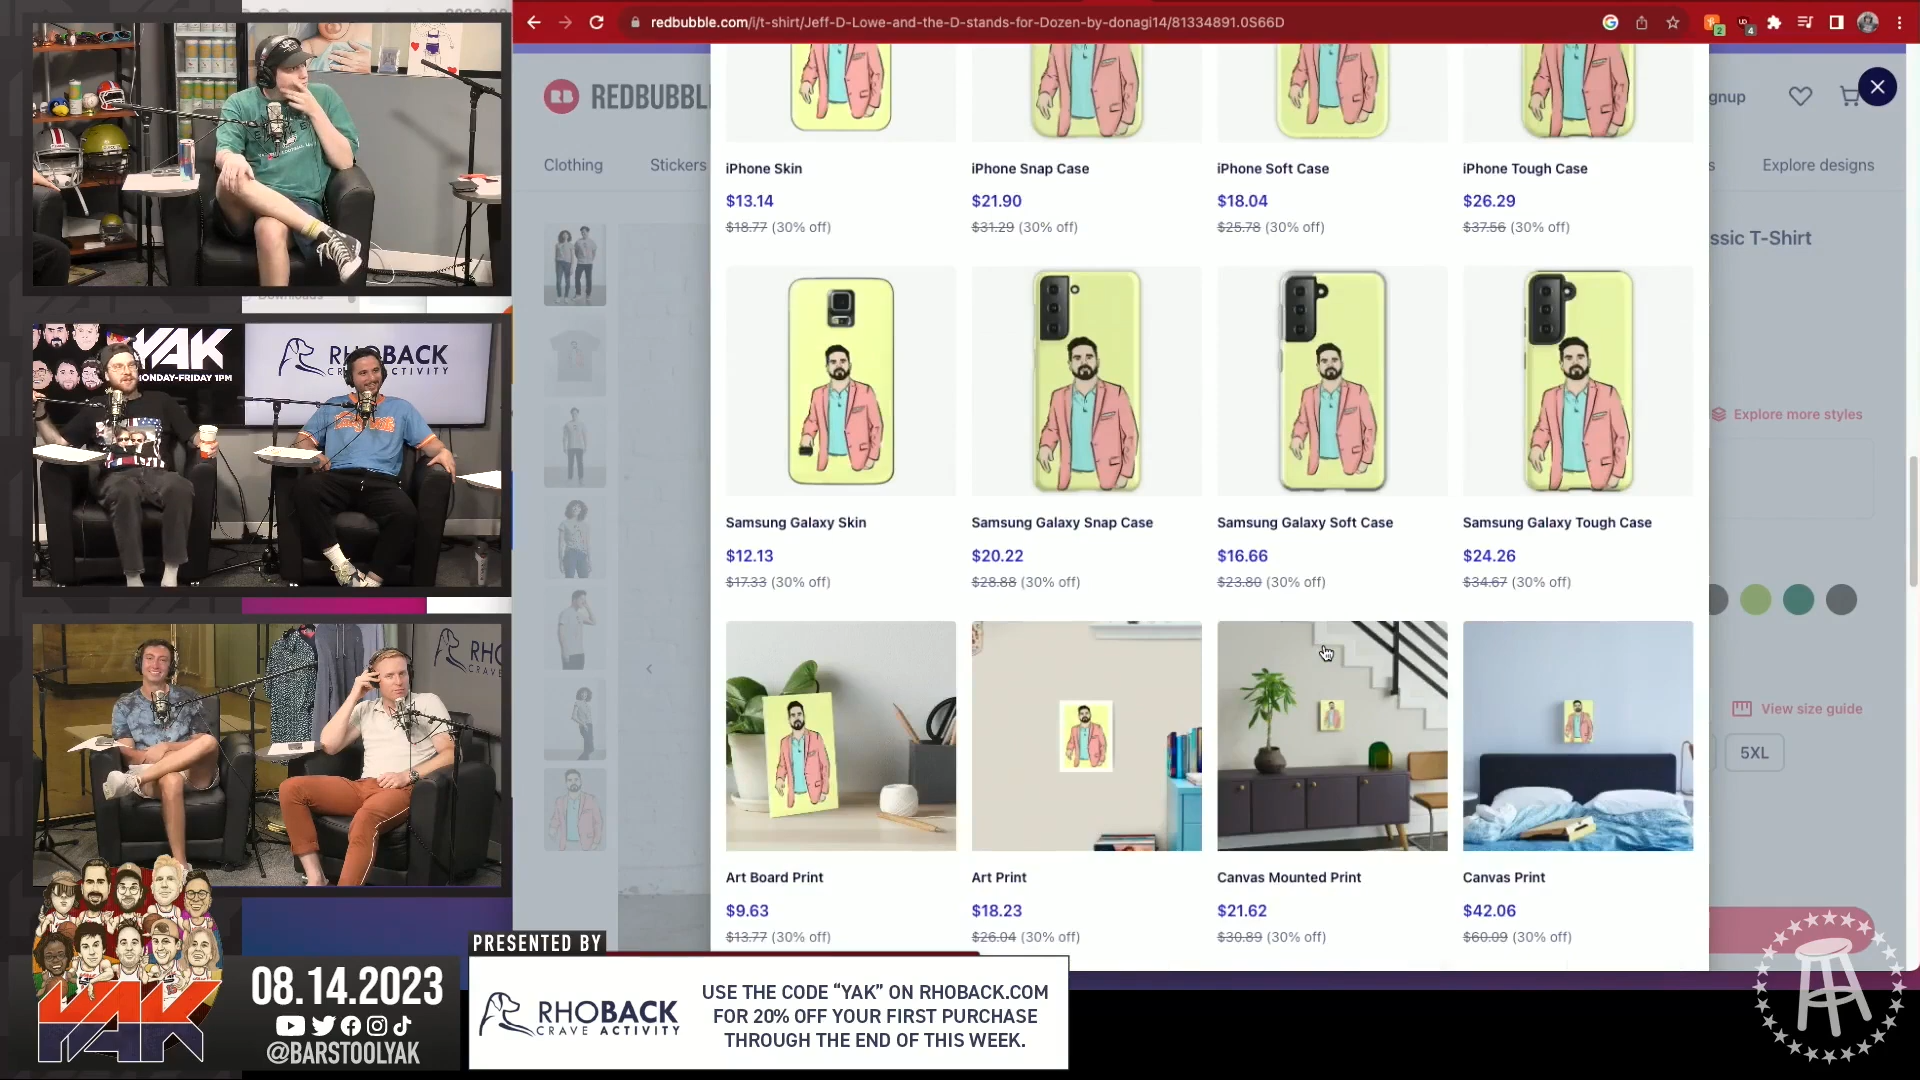 redbubble.com/i/t-shirt/Jeff-D-Lowe-and-the-D-stands-for-Dozen-by-donagi14/81334891.0S66D
2
4
RB REDBUBBL
gnup
Clothing
Stickers
s
Explore designs
iPhone Skin
iPhone Snap Case
iPhone Soft Case
iPhone Tough Case
$13.14
$21.90
$18.04
$26.29
$18.77 (30% off)
$31.29 (30% off)
$25.78 (30% off)
$37.56 (30% off)
ssic T-Shirt
Downloads
YAK
MONDAY-FRIDAY 1PM
RHOBACK
CRAVE ACTIVITY
Explore more styles
Samsung Galaxy Skin
Samsung Galaxy Snap Case
Samsung Galaxy Soft Case
Samsung Galaxy Tough Case
$12.13
$20.22
$16.66
$24.26
$17.33 (30% off)
$28.88 (30% off)
$23.80 (30% off)
$34.67 (30% off)
RHO
CRAVE
View size guide
5XL
Art Board Print
Art Print
Canvas Mounted Print
Canvas Print
$9.63
$18.23
$21.62
$42.06
$13.77 (30% off)
$26.04 (30% off)
$30.89 (30% off)
$60.09 (30% off)
YAK
08.14.2023
@BARSTOOLYAK
PRESENTED BY
RHOBACK
CRAVE ACTIVITY
USE THE CODE “YAK” ON RHOBACK.COM
FOR 20% OFF YOUR FIRST PURCHASE
THROUGH THE END OF THIS WEEK.